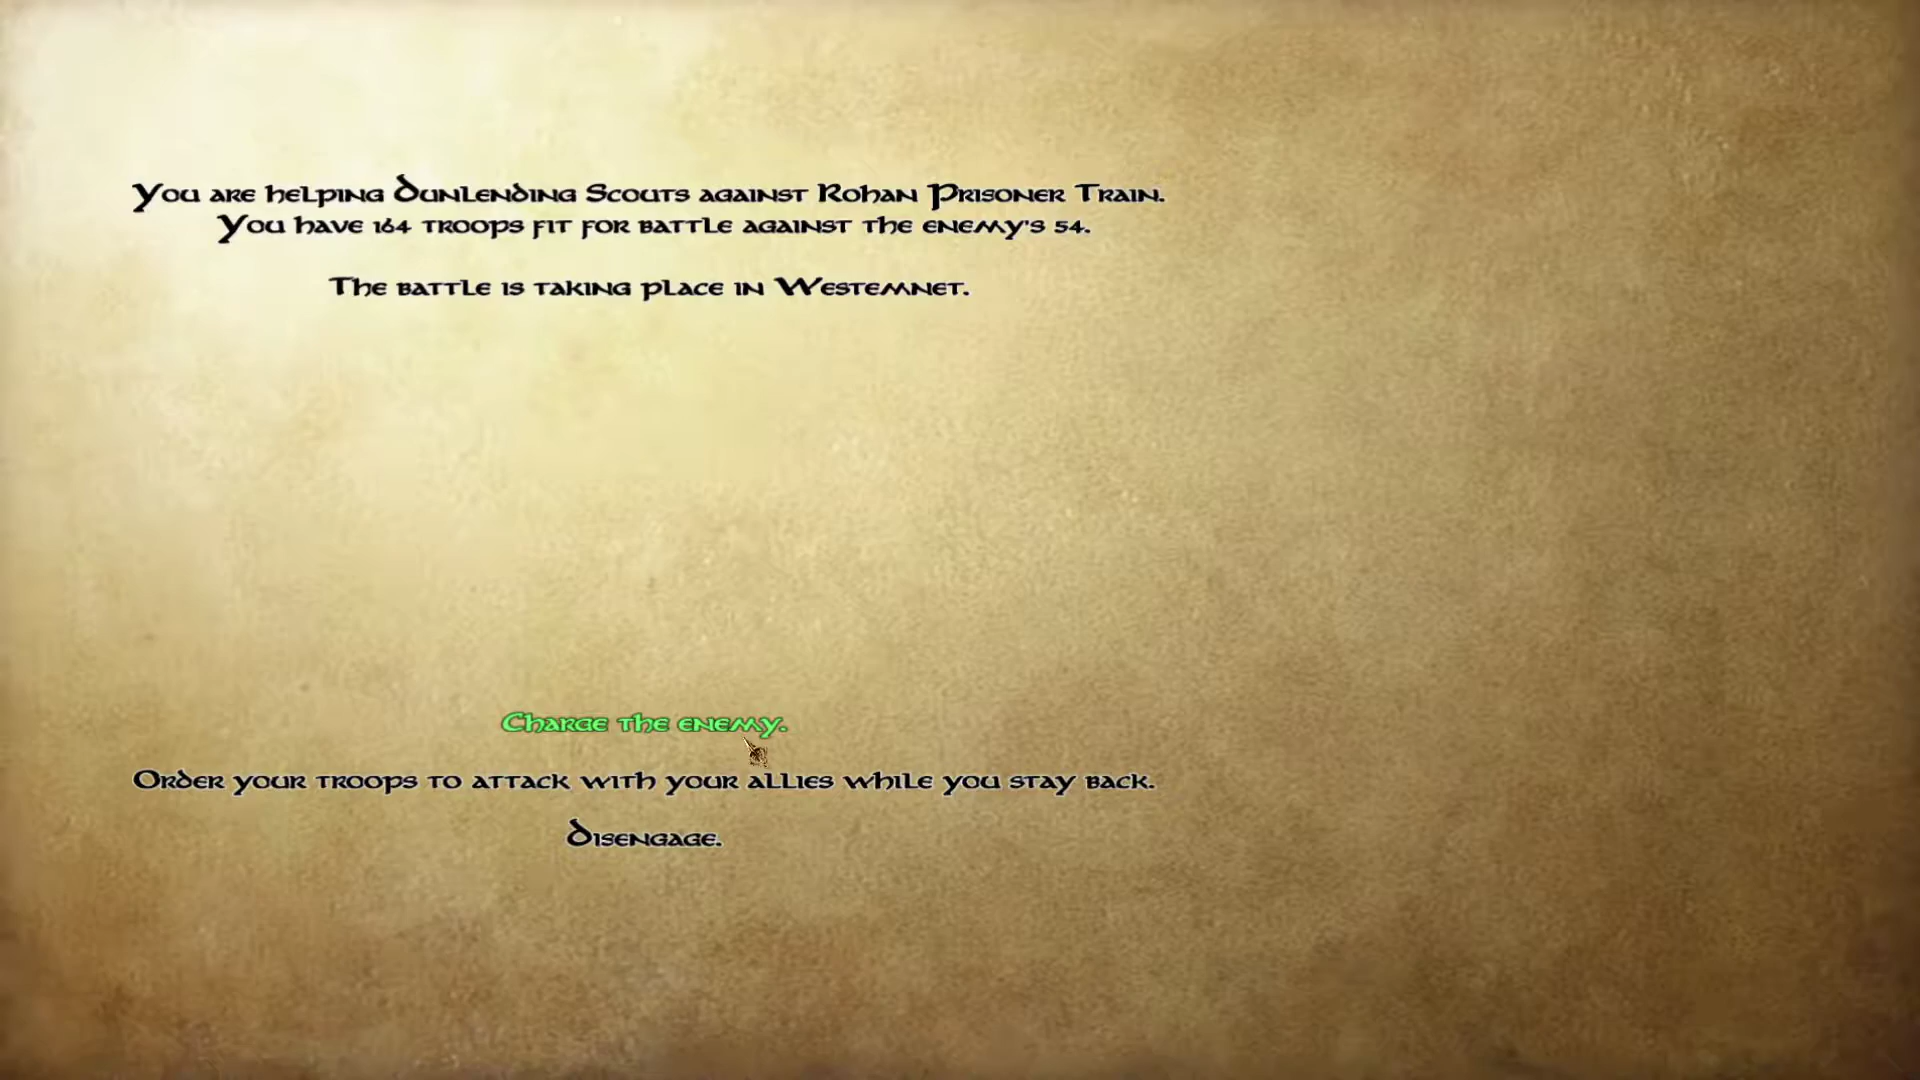 You are helping Dunlending Scouts against Rohan Prisoner Train.
You have 164 troops fit for battle against the enemy's 54.
The battle is taking place in Westemnet.
Charge the enemy.
Order your troops to attack with your allies while you stay back.
Disengage.